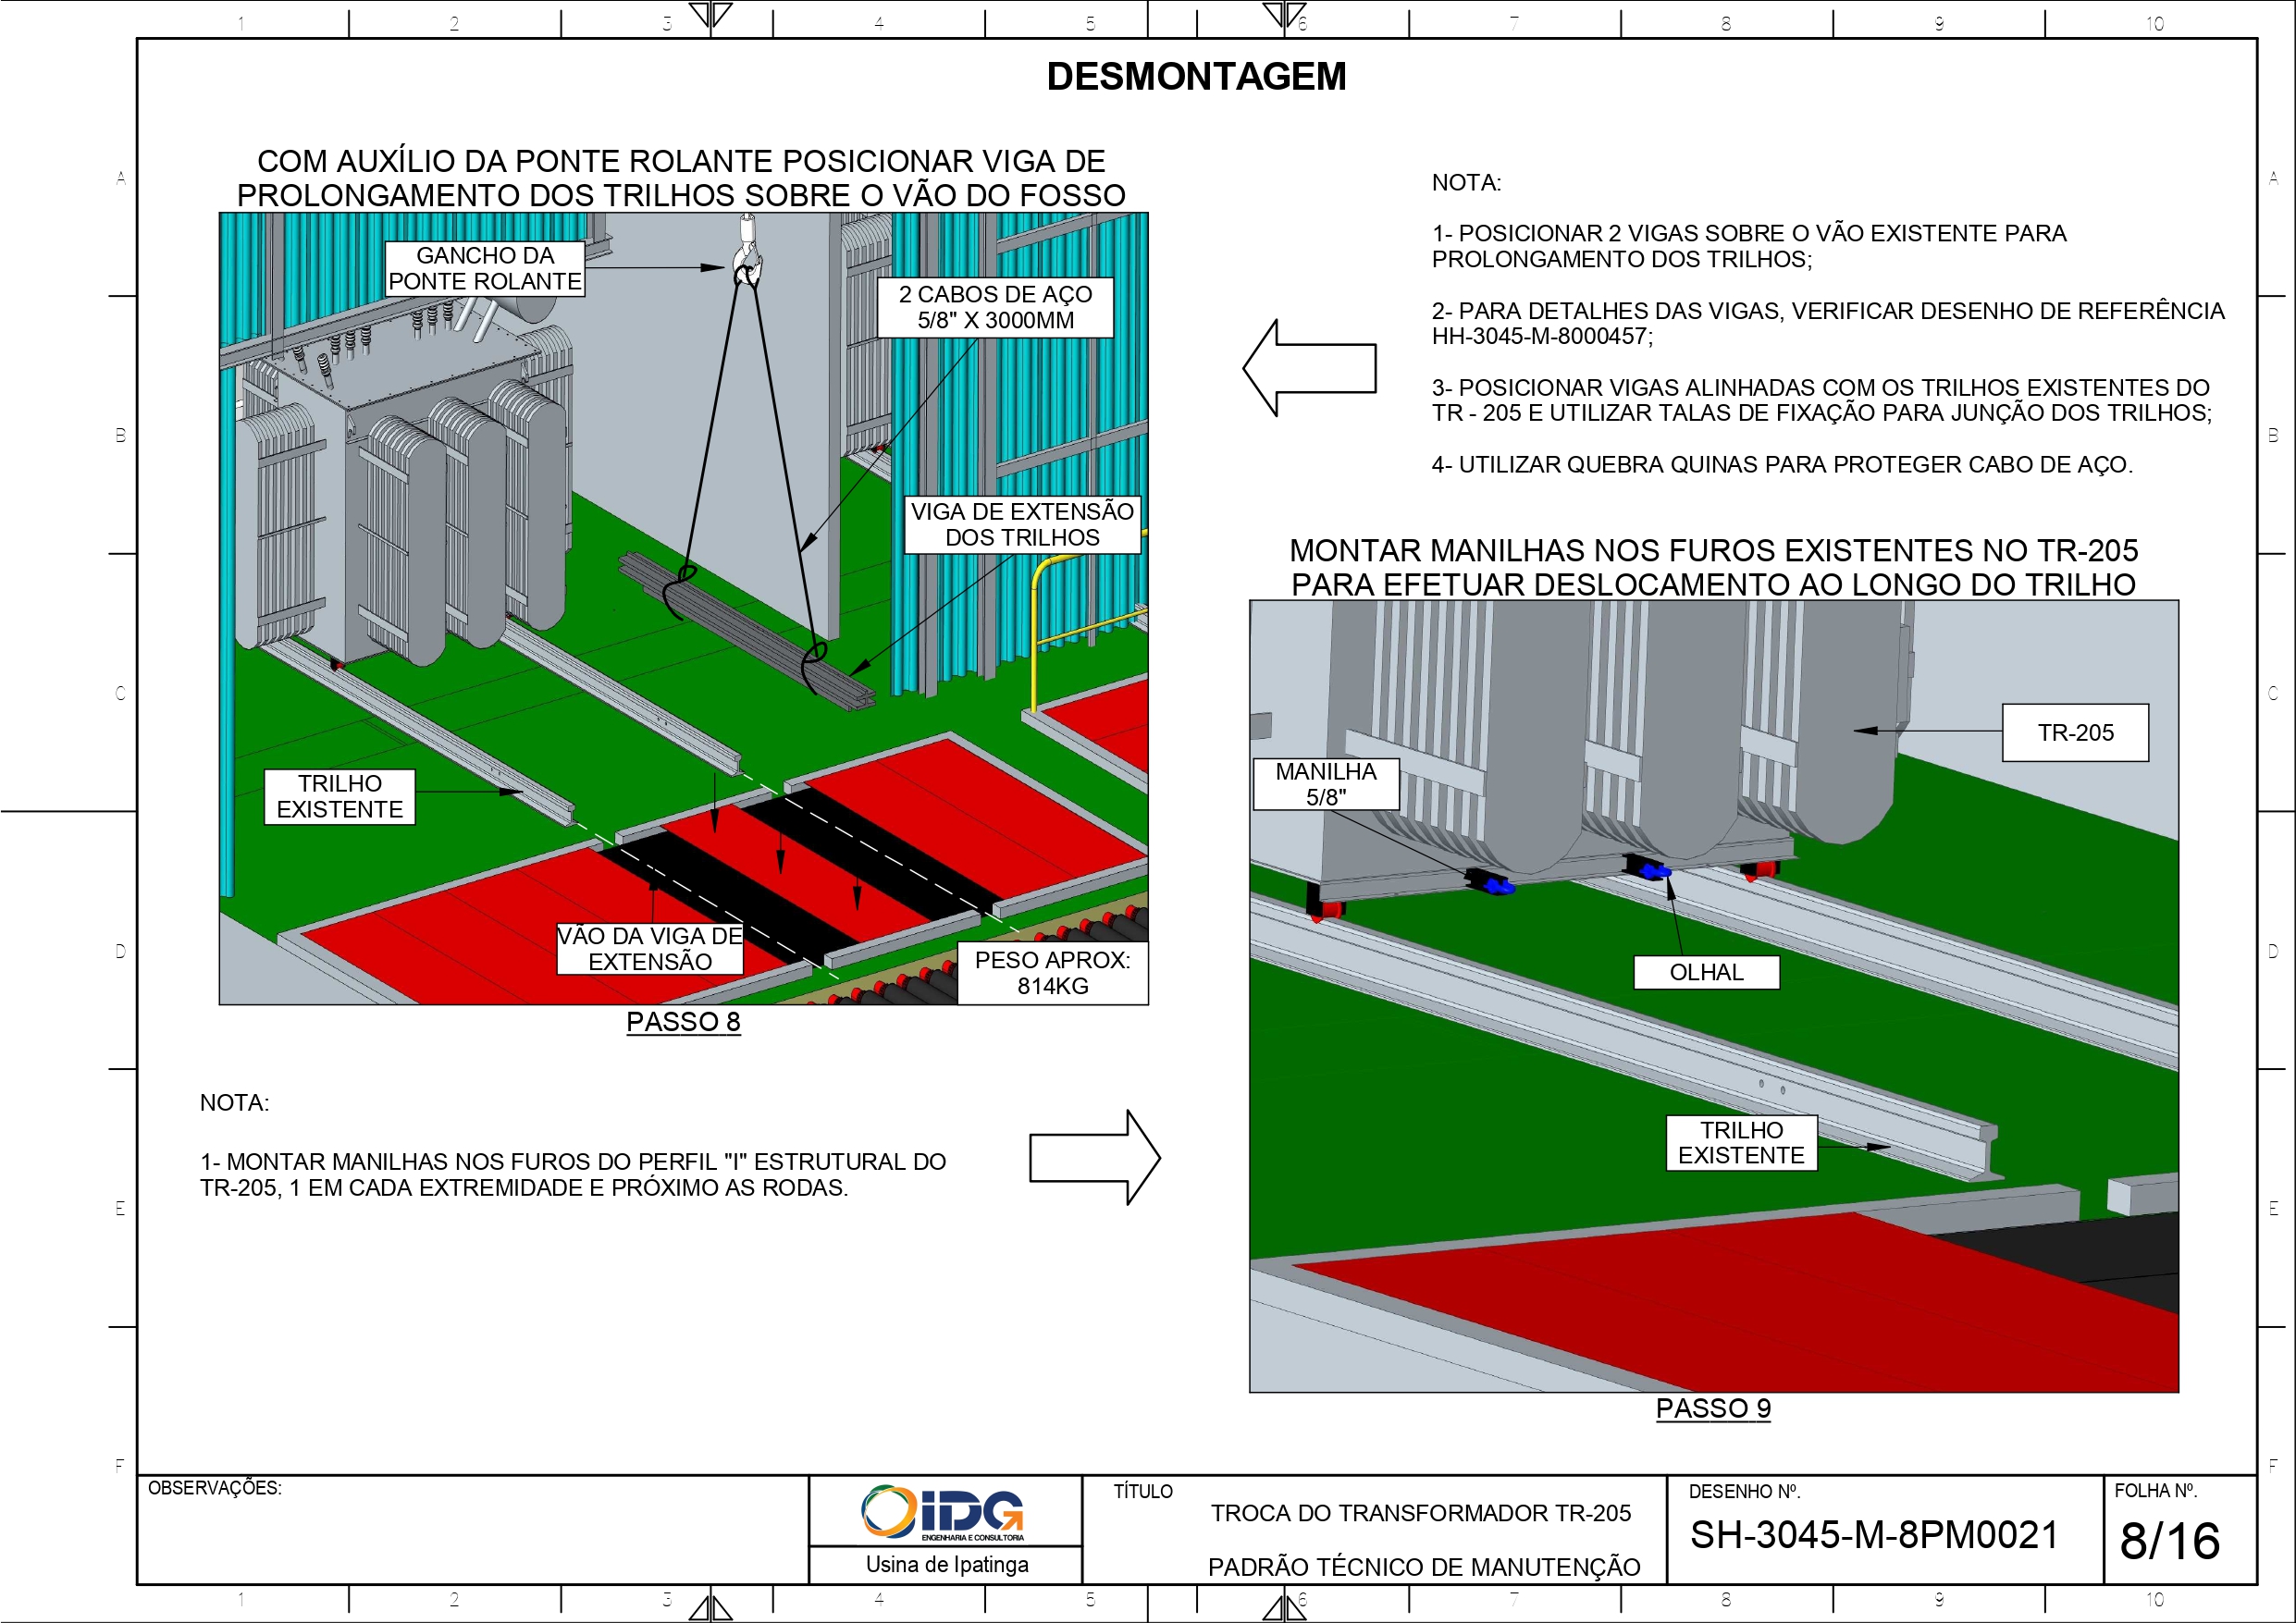 1 2 3 4 5 6 7 8 9 10
DESMONTAGEM
COM AUXÍLIO DA PONTE ROLANTE POSICIONAR VIGA DE
PROLONGAMENTO DOS TRILHOS SOBRE O VÃO DO FOSSO
GANCHO DA
PONTE ROLANTE
2 CABOS DE AÇO
5/8" X 3000MM
VIGA DE EXTENSÃO
DOS TRILHOS
TRILHO
EXISTENTE
VÃO DA VIGA DE
EXTENSÃO
PESO APROX:
814KG
PASSO 8
NOTA:
1- POSICIONAR 2 VIGAS SOBRE O VÃO EXISTENTE PARA
PROLONGAMENTO DOS TRILHOS;
2- PARA DETALHES DAS VIGAS, VERIFICAR DESENHO DE REFERÊNCIA
HH-3045-M-8000457;
3- POSICIONAR VIGAS ALINHADAS COM OS TRILHOS EXISTENTES DO
TR - 205 E UTILIZAR TALAS DE FIXAÇÃO PARA JUNÇÃO DOS TRILHOS;
4- UTILIZAR QUEBRA QUINAS PARA PROTEGER CABO DE AÇO.
NOTA:
1- MONTAR MANILHAS NOS FUROS DO PERFIL "I" ESTRUTURAL DO
TR-205, 1 EM CADA EXTREMIDADE E PRÓXIMO AS RODAS.
MONTAR MANILHAS NOS FUROS EXISTENTES NO TR-205
PARA EFETUAR DESLOCAMENTO AO LONGO DO TRILHO
TR-205
MANILHA
5/8"
OLHAL
TRILHO
EXISTENTE
PASSO 9
A A
B B
C C
D D
E E
F F
OBSERVAÇÕES:
iDG
ENGENHARIA E CONSULTORIA
Usina de Ipatinga
TÍTULO
TROCA DO TRANSFORMADOR TR-205
PADRÃO TÉCNICO DE MANUTENÇÃO
DESENHO Nº.
SH-3045-M-8PM0021
FOLHA Nº.
8/16
1 2 3 4 5 6 7 8 9 10